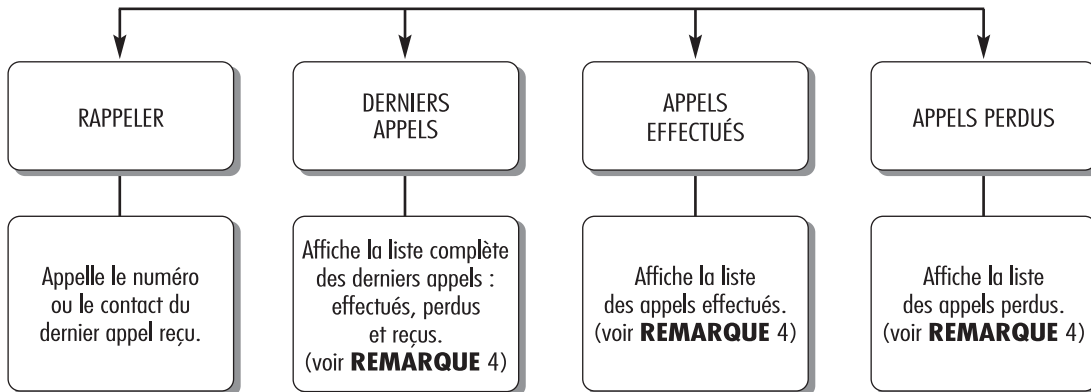 RAPPELER
DERNIERS
APPELS
APPELS
EFFECTUÉS
APPELS PERDUS
Appelle le numéro
ou le contact du
dernier appel reçu.
Affiche la liste complète
des derniers appels :
effectués, perdus
et reçus.
(voir REMARQUE 4)
Affiche la liste
des appels effectués.
(voir REMARQUE 4)
Affiche la liste
des appels perdus.
(voir REMARQUE 4)